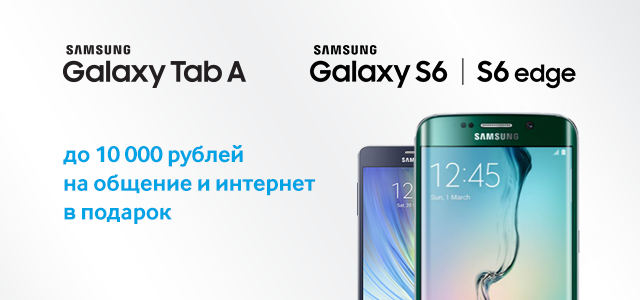 SAMSUNG
Galaxy Tab A
SAMSUNG
Galaxy S6 | S6 edge
до 10 000 рублей
на общение и интернет
в подарок
SAMSUNG
12:45
Sun, 1 March